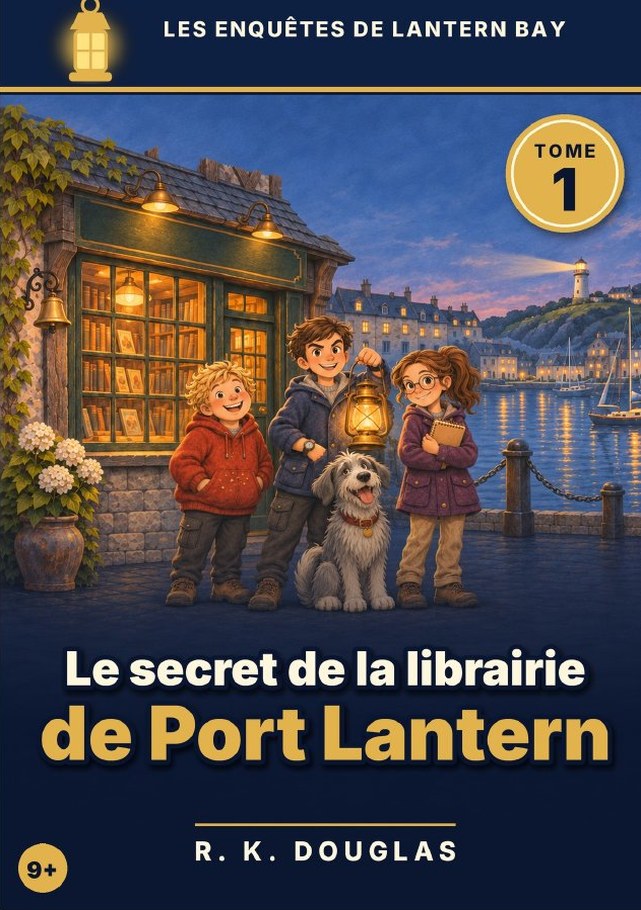 LES ENQUÊTES DE LANTERN BAY
TOME
1
Le secret de la librairie
de Port Lantern
R. K. DOUGLAS
9+